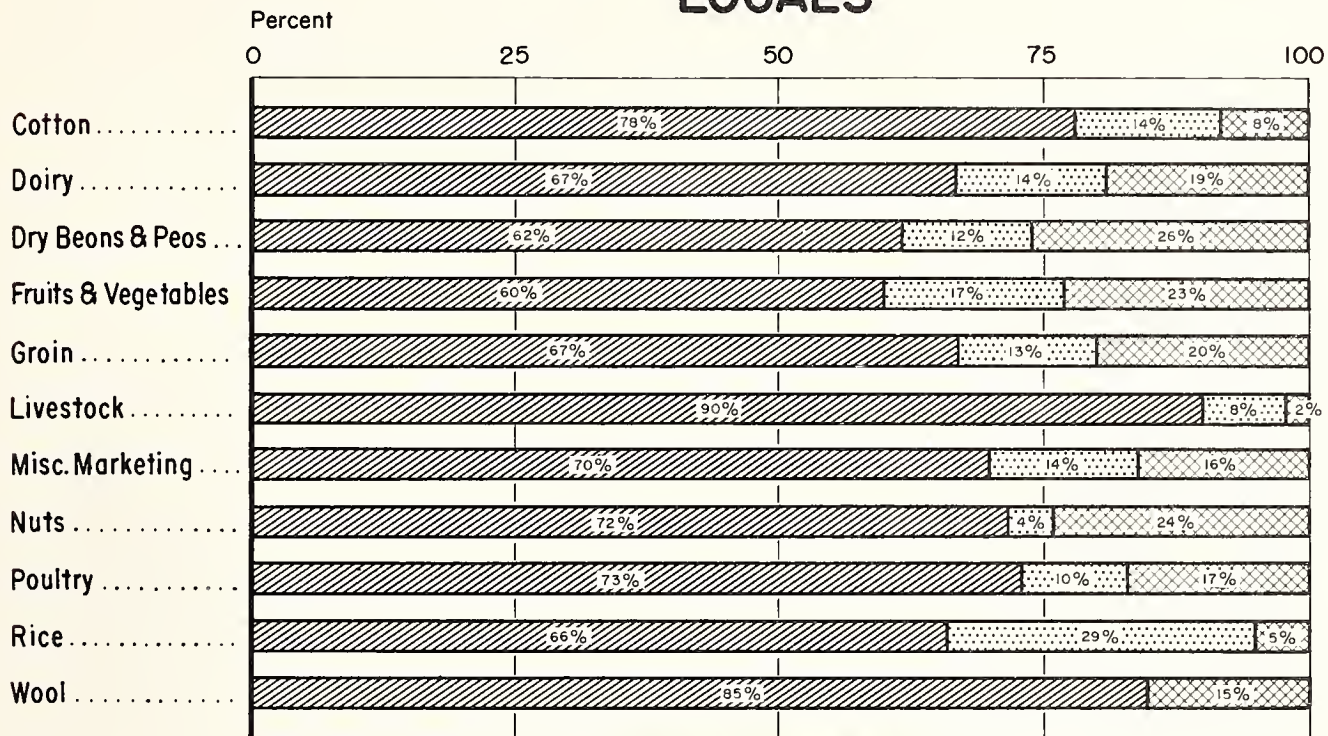 LOCALS
Percent
0 25 50 75 100
Cotton............ 78% 14% 8%
Doiry............. 67% 14% 19%
Dry Beons & Peos... 62% 12% 26%
Fruits & Vegetables 60% 17% 23%
Groin............ 67% 13% 20%
Livestock......... 90% 8% 2%
Misc. Marketing.... 70% 14% 16%
Nuts............. 72% 4% 24%
Poultry........... 73% 10% 17%
Rice............. 66% 29% 5%
Wool............. 85% 15%